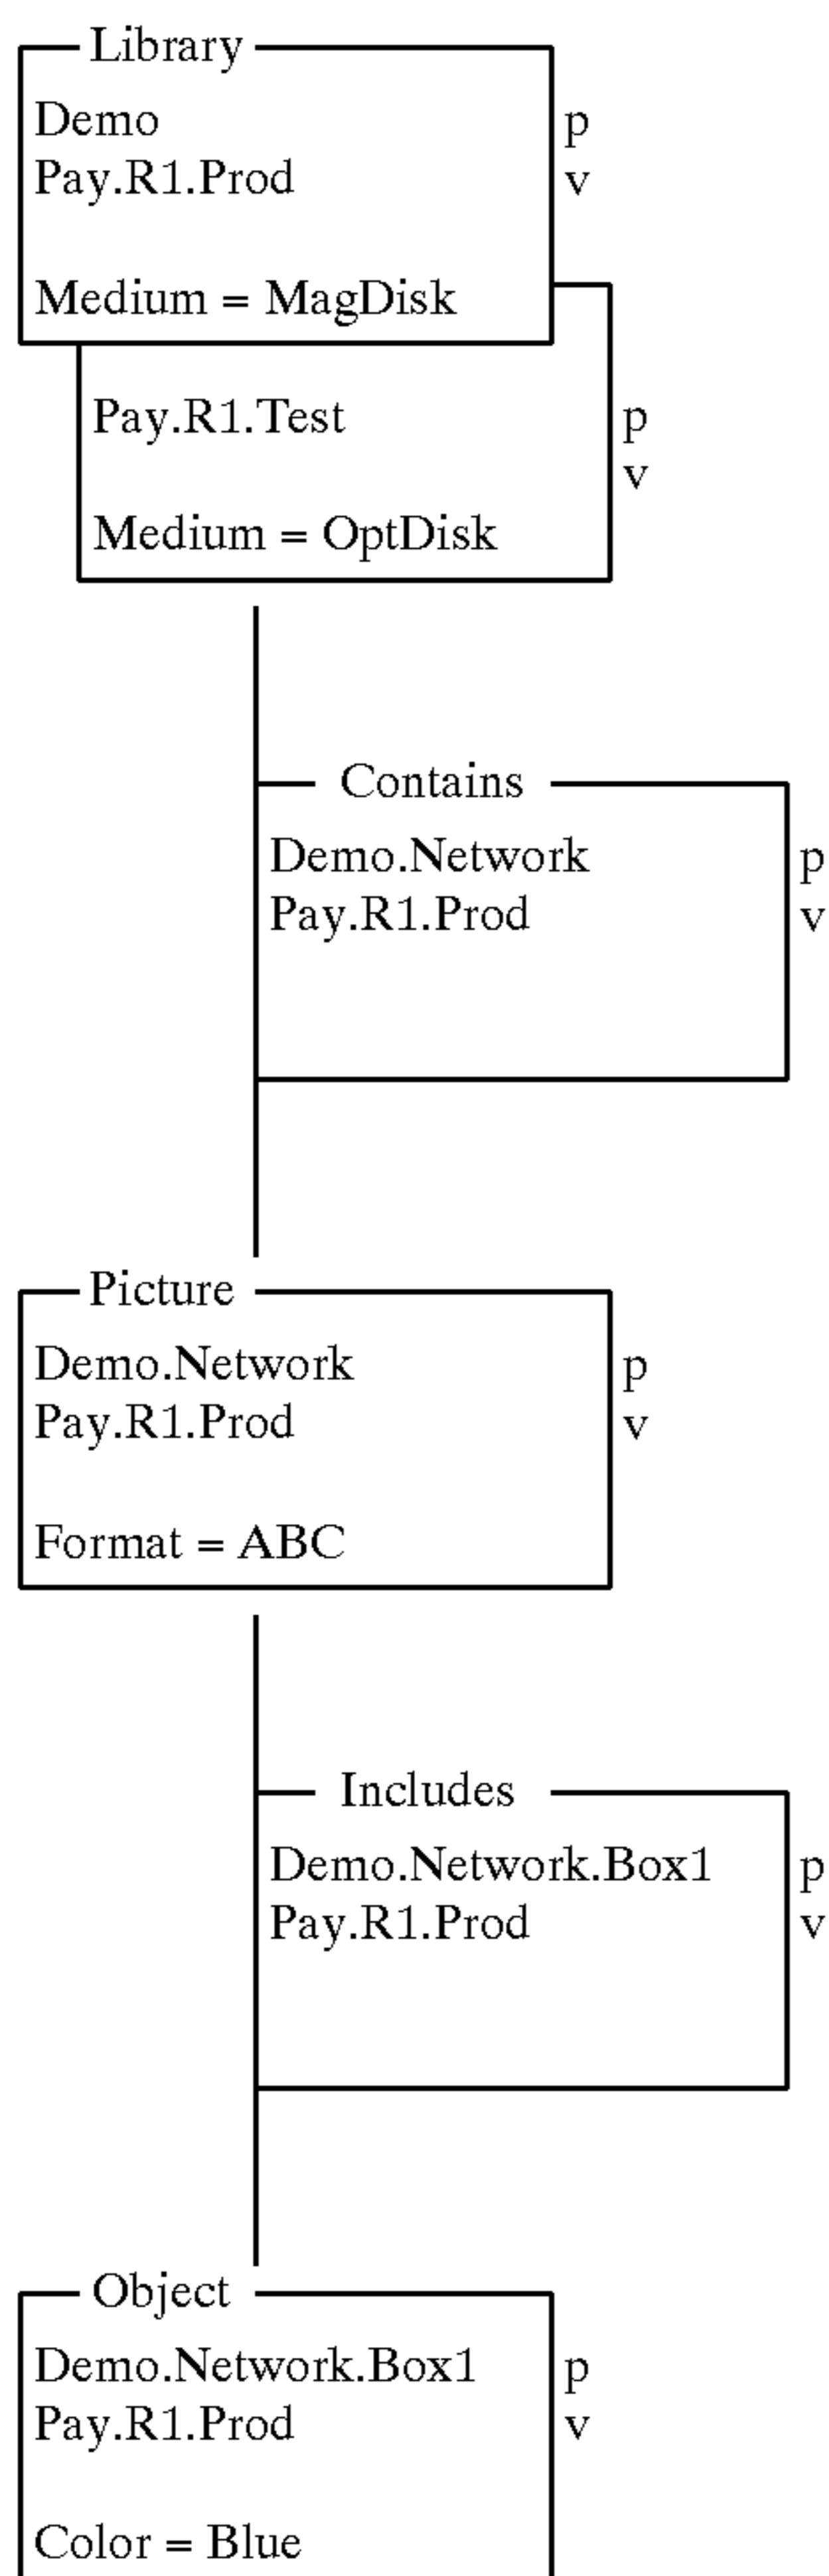 Library
Demo p
Pay.R1.Prod v
Medium = MagDisk
Pay.R1.Test p
v
Medium = OptDisk
Contains
Demo.Network p
Pay.R1.Prod v
Picture
Demo.Network p
Pay.R1.Prod v
Format = ABC
Includes
Demo.Network.Box1 p
Pay.R1.Prod v
Object
Demo.Network.Box1 p
Pay.R1.Prod v
Color = Blue